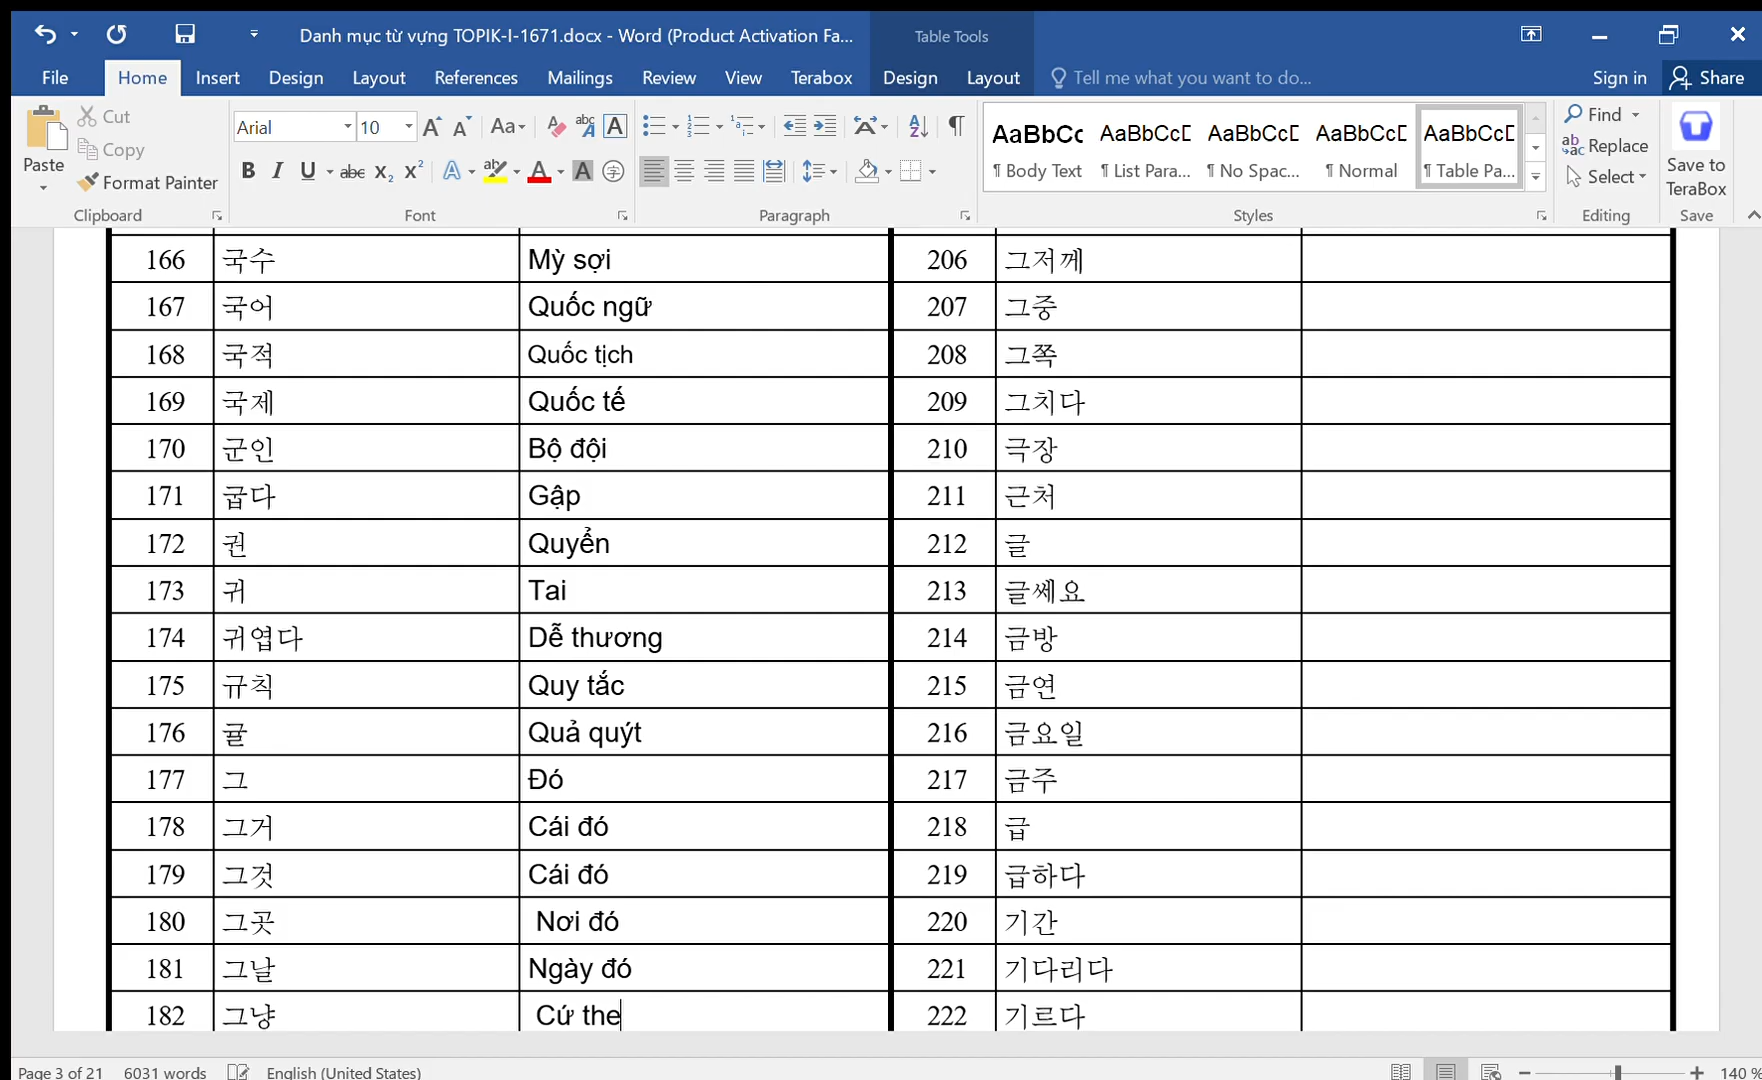 Danh mục từ vựng TOPIK-I-1671.docx - Word (Product Activation Fa...
Table Tools
File Home Insert Design Layout References Mailings Review View Terabox Design Layout Tell me what you want to do... Sign in Share
Cut
Copy
Paste
Format Painter
Arial 10
AaBbCc AaBbCcD AaBbCcD AaBbCcD AaBbCcD
¶ Body Text ¶ List Para... ¶ No Spac... ¶ Normal ¶ Table Pa...
Find
Replace
Select
Save to TeraBox
Clipboard Font Paragraph Styles Editing Save
166 국수 Mỳ sợi 206 그저께
167 국어 Quốc ngữ 207 그중
168 국적 Quốc tịch 208 그쪽
169 국제 Quốc tế 209 그치다
170 군인 Bộ đội 210 극장
171 굽다 Gập 211 근처
172 권 Quyển 212 글
173 귀 Tai 213 글쎄요
174 귀엽다 Dễ thương 214 금방
175 규칙 Quy tắc 215 금연
176 귤 Quả quýt 216 금요일
177 그 Đó 217 금주
178 그거 Cái đó 218 급
179 그것 Cái đó 219 급하다
180 그곳 Nơi đó 220 기간
181 그날 Ngày đó 221 기다리다
182 그냥 Cứ the 222 기르다
Page 3 of 21 6031 words English (United States) 140 %